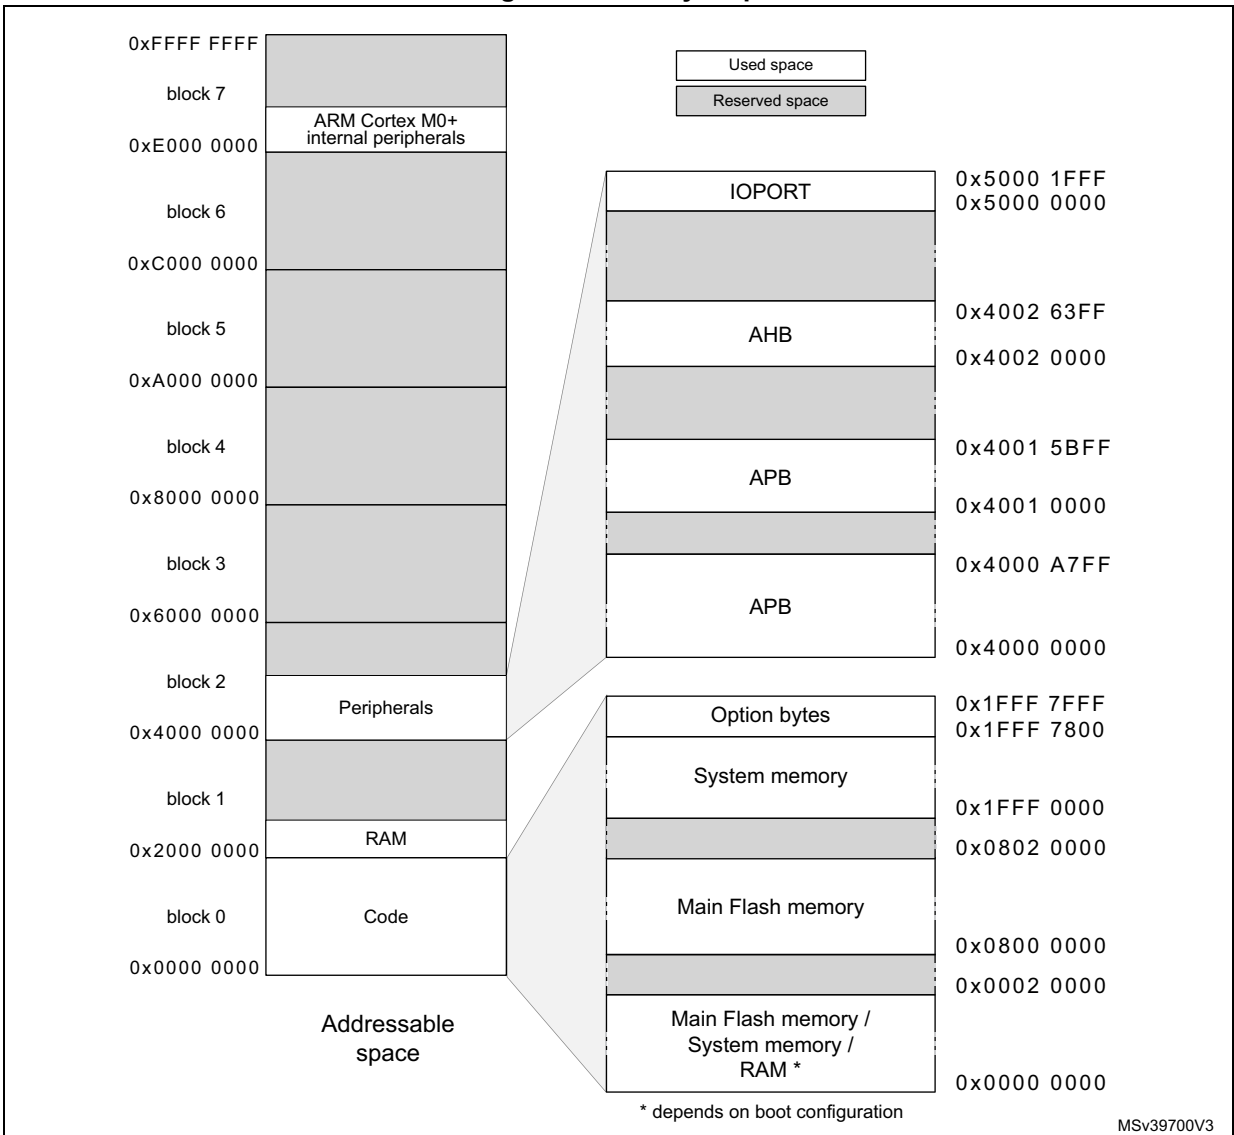 0xFFFF FFFF
block 7
ARM Cortex M0+
internal peripherals
0xE000 0000
block 6
0xC000 0000
block 5
0xA000 0000
block 4
0x8000 0000
block 3
0x6000 0000
block 2
Peripherals
0x4000 0000
block 1
RAM
0x2000 0000
block 0
Code
0x0000 0000
Addressable
space
Used space
Reserved space
IOPORT
0x5000 1FFF
0x5000 0000
0x4002 63FF
AHB
0x4002 0000
0x4001 5BFF
APB
0x4001 0000
0x4000 A7FF
APB
0x4000 0000
Option bytes
0x1FFF 7FFF
0x1FFF 7800
System memory
0x1FFF 0000
0x0802 0000
Main Flash memory
0x0800 0000
0x0002 0000
Main Flash memory /
System memory /
RAM *
0x0000 0000
* depends on boot configuration
MSv39700V3